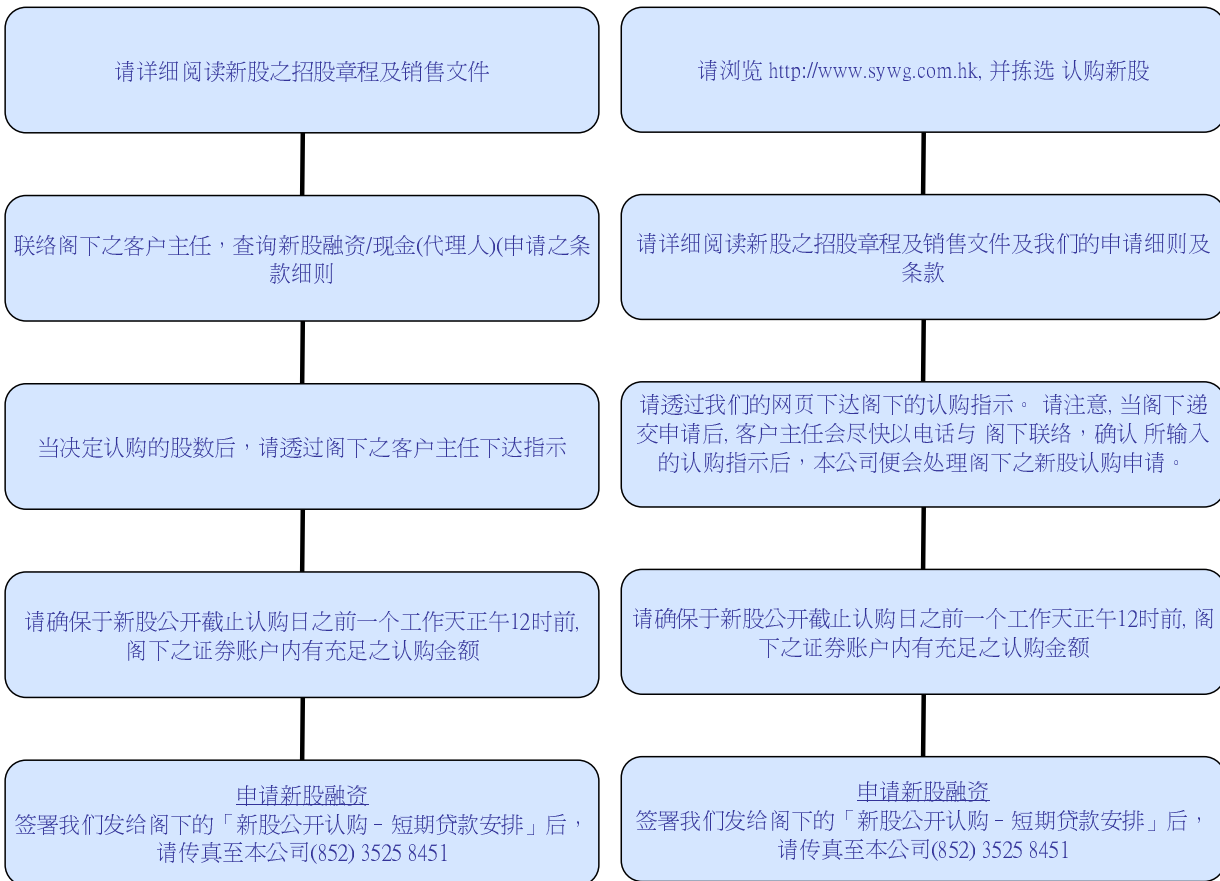 请详细阅读新股之招股章程及销售文件
联络阁下之客户主任，查询新股融资/现金(代理人)(申请之条
款细则
当决定认购的股数后，请透过阁下之客户主任下达指示
请确保于新股公开截止认购日之前一个工作天正午12时前,
阁下之证券账户内有充足之认购金额
申请新股融资
签署我们发给阁下的「新股公开认购－短期贷款安排」后，
请传真至本公司(852) 3525 8451
请浏览 http://www.sywg.com.hk, 并拣选 认购新股
请详细阅读新股之招股章程及销售文件及我们的申请细则及
条款
请透过我们的网页下达阁下的认购指示。 请注意, 当阁下递
交申请后, 客户主任会尽快以电话与 阁下联络，确认 所输入
的认购指示后，本公司便会处理阁下之新股认购申请。
请确保于新股公开截止认购日之前一个工作天正午12时前, 阁
下之证券账户内有充足之认购金额
申请新股融资
签署我们发给阁下的「新股公开认购－短期贷款安排」后，
请传真至本公司(852) 3525 8451